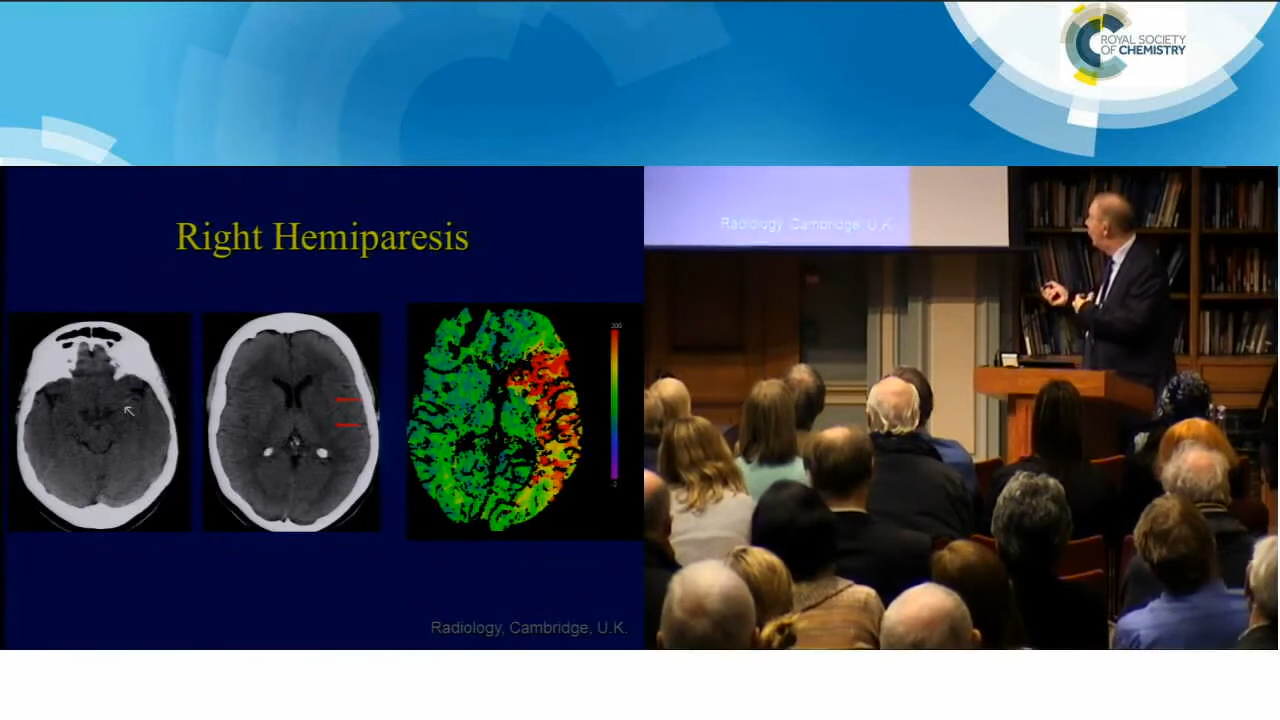 ROYAL SOCIETY
OF CHEMISTRY
Right Hemiparesis
Radiology, Cambridge, U.K.
Radiology, Cambridge, U.K.